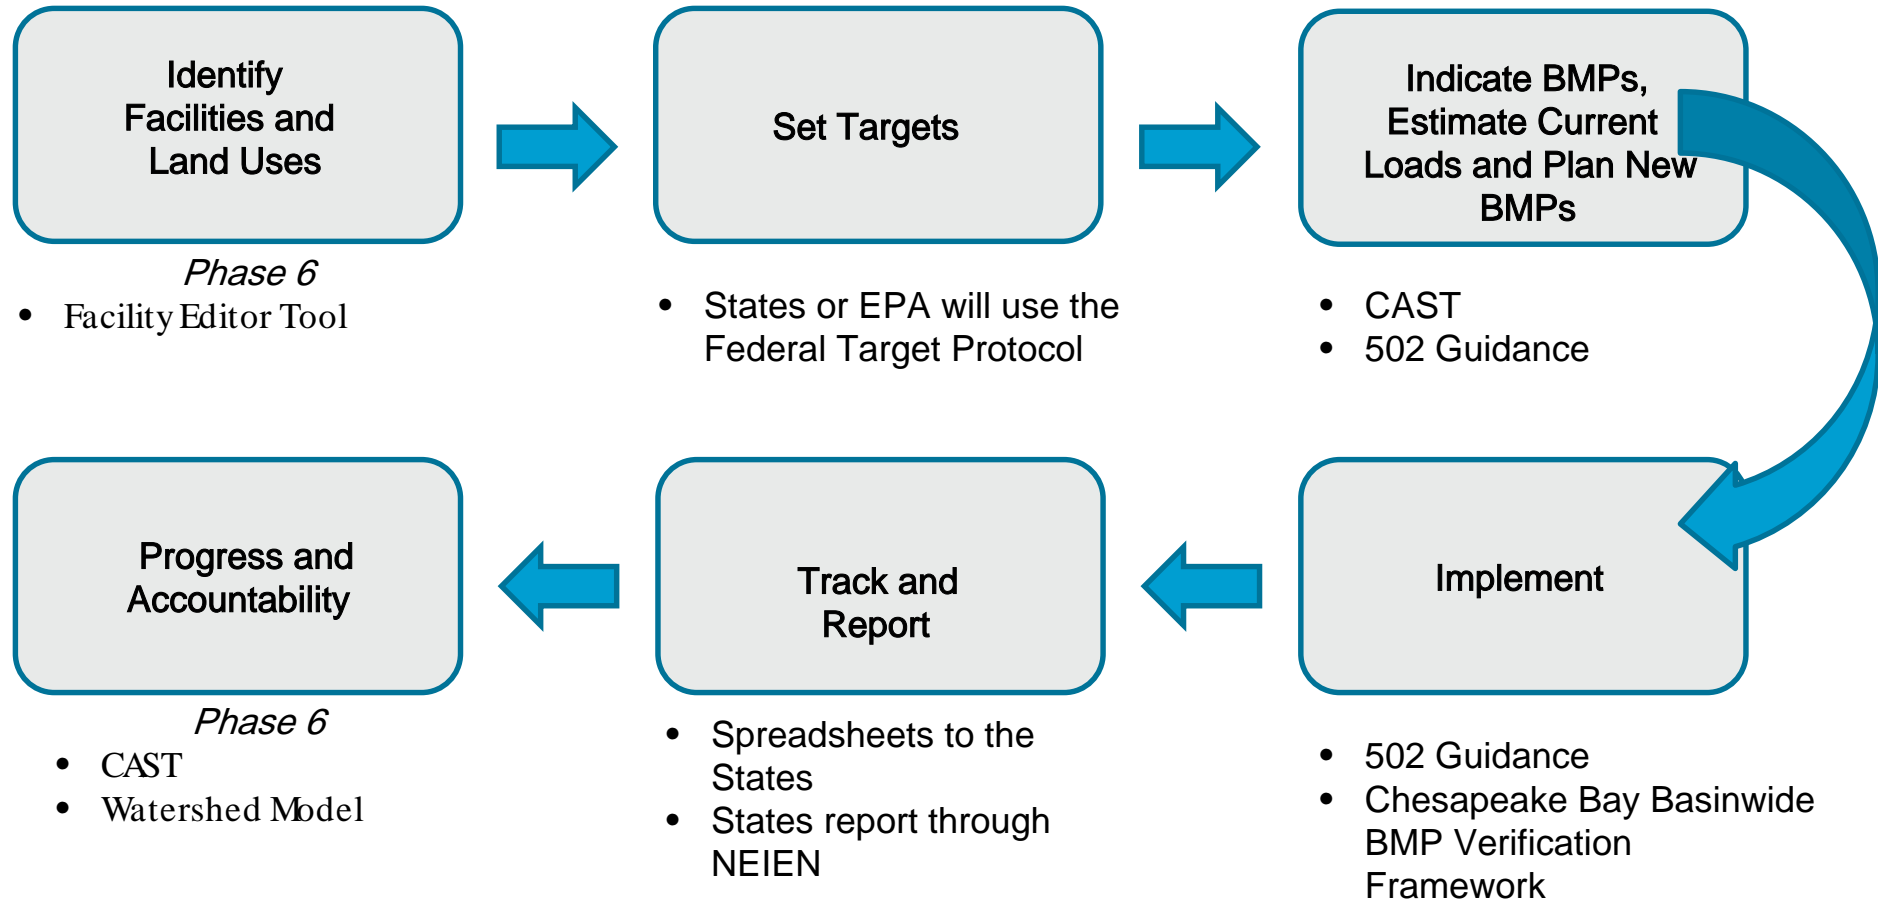 Identify
Facilities and
Land Uses
Phase 6
• Facility Editor Tool
Set Targets
• States or EPA will use the
Federal Target Protocol
Indicate BMPs,
Estimate Current
Loads and Plan New
BMPs
• CAST
• 502 Guidance
Implement
• 502 Guidance
• Chesapeake Bay Basinwide
BMP Verification
Framework
Track and
Report
• Spreadsheets to the
States
• States report through
NEIEN
Progress and
Accountability
Phase 6
• CAST
• Watershed Model